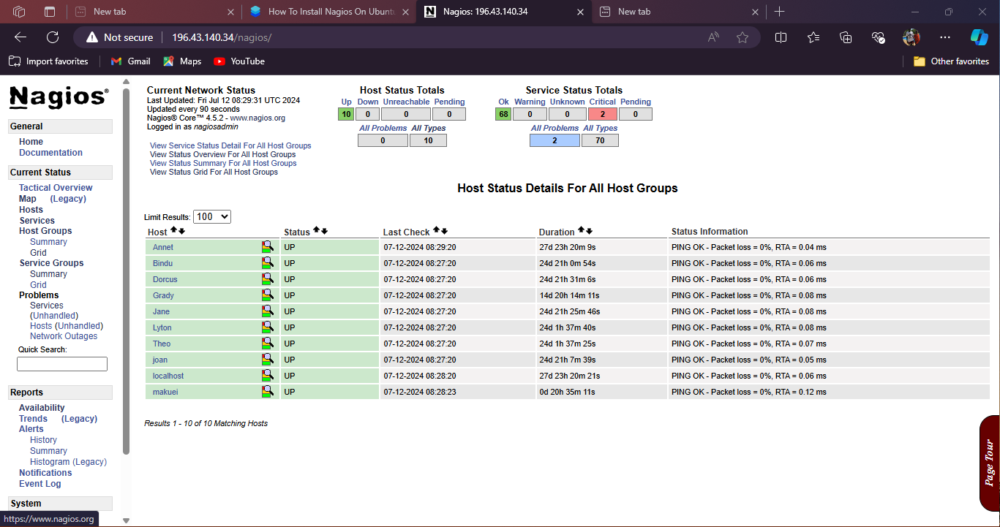 New tab
How To Install Nagios On Ubuntu
Nagios: 196.43.140.34
New tab
Not secure
196.43.140.34/nagios/
Import favorites
Gmail
Maps
YouTube
Other favorites
Nagios®
General
Home
Documentation
Current Status
Tactical Overview
Map (Legacy)
Hosts
Services
Host Groups
Summary
Grid
Service Groups
Summary
Grid
Problems
Services
(Unhandled)
Hosts (Unhandled)
Network Outages
Quick Search:
Reports
Availability
Trends (Legacy)
Alerts
History
Summary
Histogram (Legacy)
Notifications
Event Log
System
https://www.nagios.org
Current Network Status
Last Updated: Fri Jul 12 08:29:31 UTC 2024
Updated every 90 seconds
Nagios® Core™ 4.5.2 - www.nagios.org
Logged in as nagiosadmin
View Service Status Detail For All Host Groups
View Status Overview For All Host Groups
View Status Summary For All Host Groups
View Status Grid For All Host Groups
Host Status Totals
Up Down Unreachable Pending
10 0 0 0
All Problems All Types
0 10
Service Status Totals
Ok Warning Unknown Critical Pending
68 0 0 2 0
All Problems All Types
2 70
Host Status Details For All Host Groups
Limit Results: 100
Host Status Last Check Duration Status Information
Annet UP 07-12-2024 08:29:20 27d 23h 20m 9s PING OK - Packet loss = 0%, RTA = 0.04 ms
Bindu UP 07-12-2024 08:27:20 24d 21h 0m 54s PING OK - Packet loss = 0%, RTA = 0.06 ms
Dorcus UP 07-12-2024 08:27:20 24d 21h 31m 6s PING OK - Packet loss = 0%, RTA = 0.06 ms
Grady UP 07-12-2024 08:27:20 14d 20h 14m 11s PING OK - Packet loss = 0%, RTA = 0.08 ms
Jane UP 07-12-2024 08:27:20 24d 21h 25m 46s PING OK - Packet loss = 0%, RTA = 0.08 ms
Lyton UP 07-12-2024 08:27:20 24d 1h 37m 40s PING OK - Packet loss = 0%, RTA = 0.08 ms
Theo UP 07-12-2024 08:27:20 24d 1h 37m 25s PING OK - Packet loss = 0%, RTA = 0.07 ms
joan UP 07-12-2024 08:27:20 24d 21h 7m 39s PING OK - Packet loss = 0%, RTA = 0.05 ms
localhost UP 07-12-2024 08:28:20 27d 23h 20m 21s PING OK - Packet loss = 0%, RTA = 0.06 ms
makuei UP 07-12-2024 08:28:23 0d 20h 35m 11s PING OK - Packet loss = 0%, RTA = 0.12 ms
Results 1 - 10 of 10 Matching Hosts
Page Tour